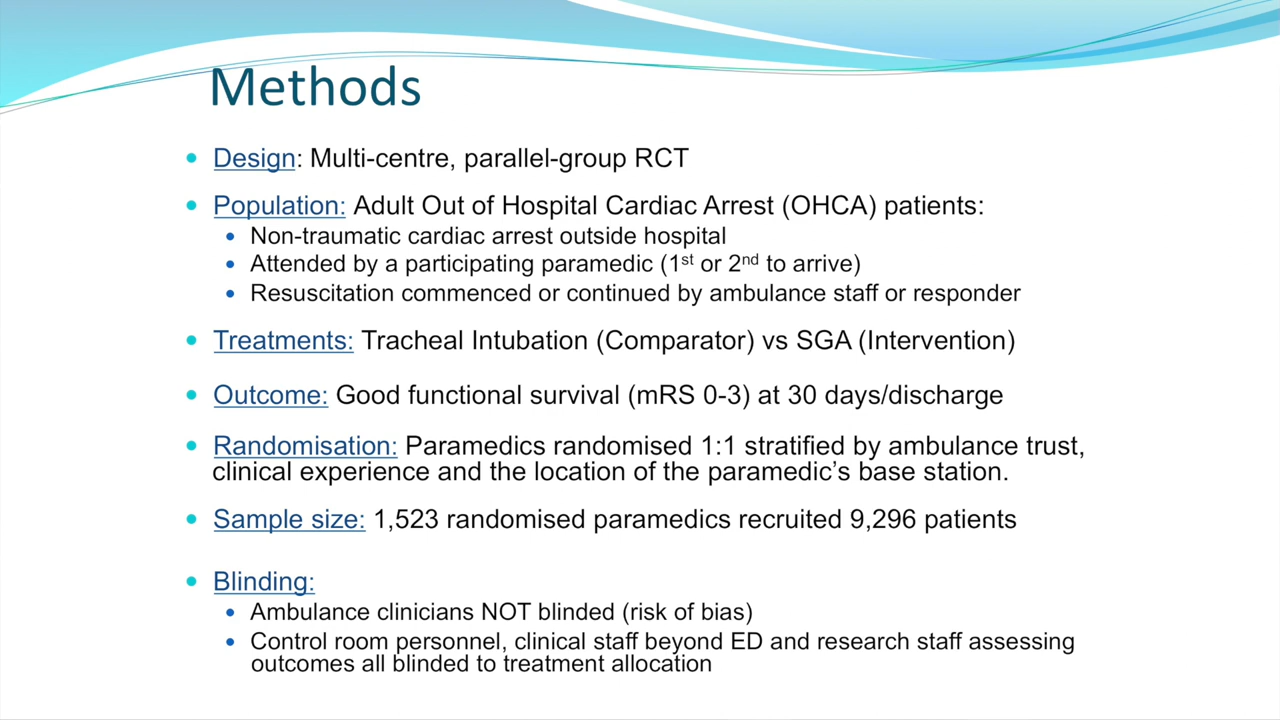 Methods
Design: Multi-centre, parallel-group RCT
Population: Adult Out of Hospital Cardiac Arrest (OHCA) patients:
Non-traumatic cardiac arrest outside hospital
Attended by a participating paramedic (1st or 2nd to arrive)
Resuscitation commenced or continued by ambulance staff or responder
Treatments: Tracheal Intubation (Comparator) vs SGA (Intervention)
Outcome: Good functional survival (mRS 0-3) at 30 days/discharge
Randomisation: Paramedics randomised 1:1 stratified by ambulance trust,
clinical experience and the location of the paramedic’s base station.
Sample size: 1,523 randomised paramedics recruited 9,296 patients
Blinding:
Ambulance clinicians NOT blinded (risk of bias)
Control room personnel, clinical staff beyond ED and research staff assessing
outcomes all blinded to treatment allocation